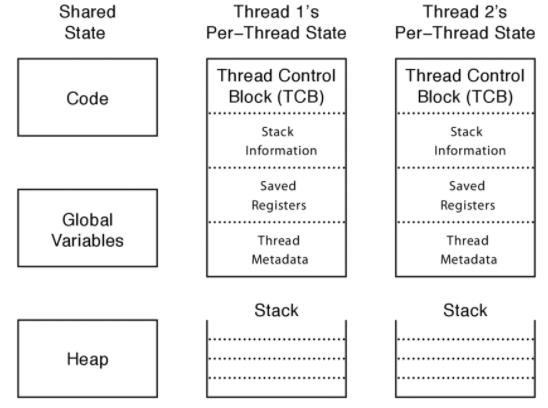 Shared
State
Code
Global
Variables
Heap
Thread 1's
Per–Thread State
Thread Control
Block (TCB)
Stack
Information
Saved
Registers
Thread
Metadata
Stack
Thread 2's
Per–Thread State
Thread Control
Block (TCB)
Stack
Information
Saved
Registers
Thread
Metadata
Stack